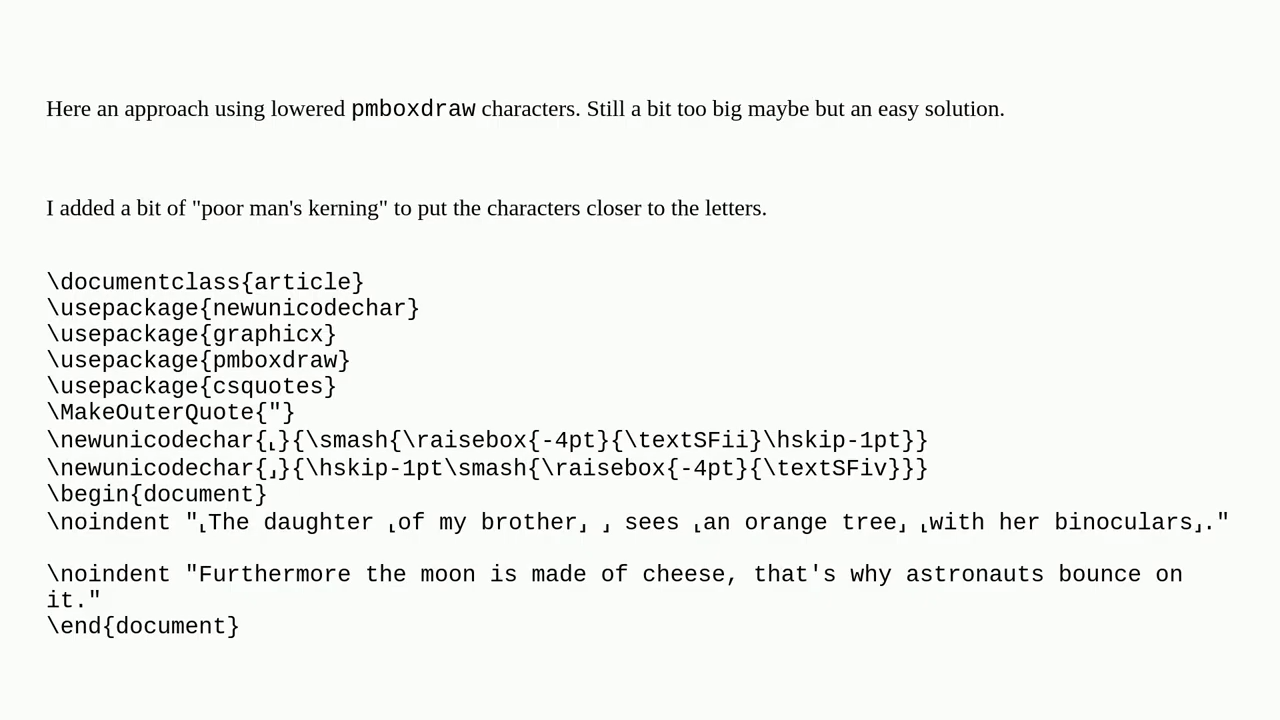 Here an approach using lowered pmboxdraw characters. Still a bit too big maybe but an easy solution.
I added a bit of "poor man's kerning" to put the characters closer to the letters.
\documentclass{article}
\usepackage{newunicodechar}
\usepackage{graphicx}
\usepackage{pmboxdraw}
\usepackage{csquotes}
\MakeOuterQuote{"}
\newunicodechar{⸤}{\smash{\raisebox{-4pt}{\textSFii}\hskip-1pt}}
\newunicodechar{⸥}{\hskip-1pt\smash{\raisebox{-4pt}{\textSFiv}}}
\begin{document}
\noindent "⸤The daughter ⸤of my brother⸥ ⸥ sees ⸤an orange tree⸥ ⸤with her binoculars⸥."
\noindent "Furthermore the moon is made of cheese, that's why astronauts bounce on
it."
\end{document}